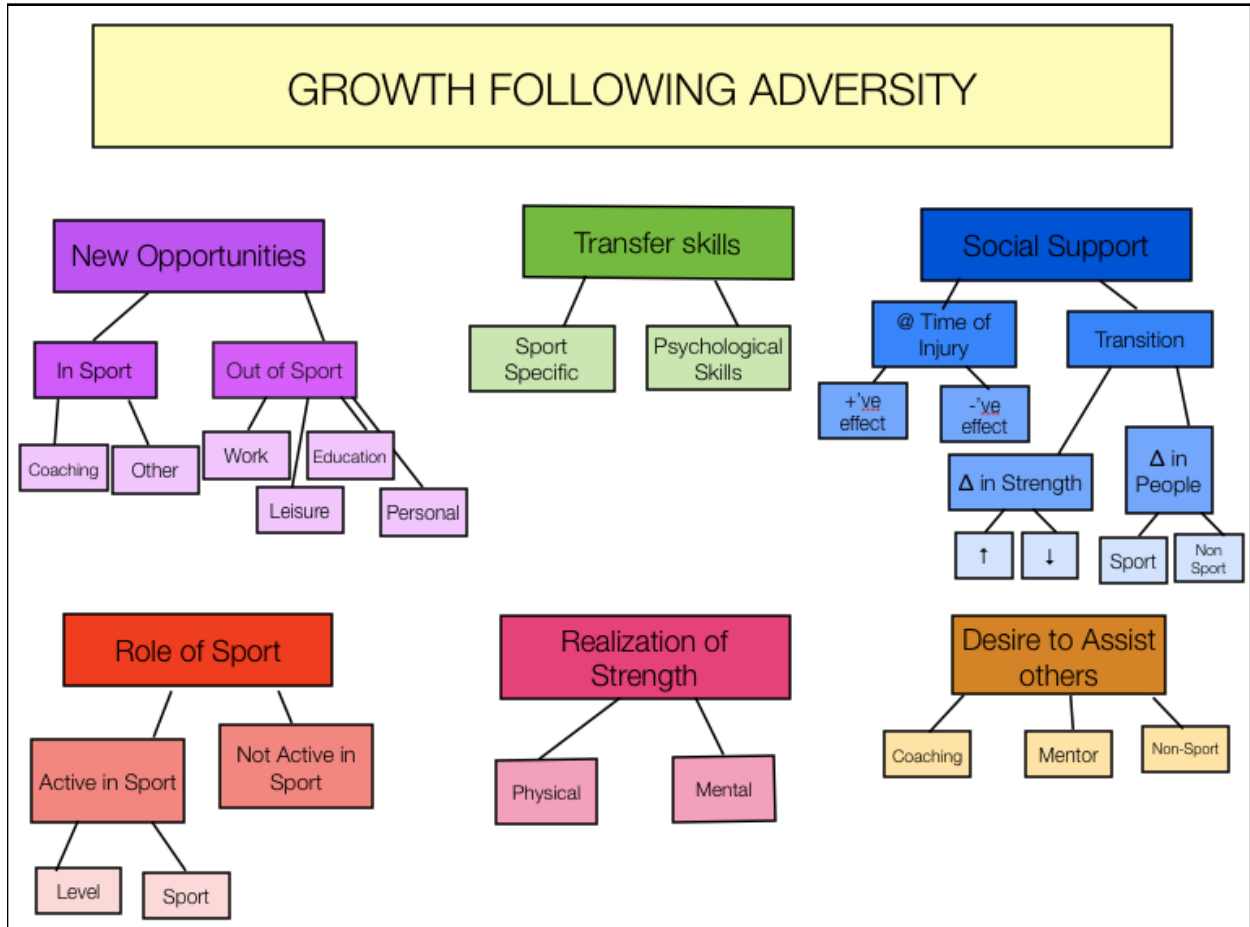 GROWTH FOLLOWING ADVERSITY
New Opportunities
In Sport
Out of Sport
Coaching
Other
Work
Education
Leisure
Personal
Transfer skills
Sport
Specific
Psychological
Skills
Social Support
@ Time of
Injury
Transition
+'ve
effect
-'ve
effect
Δ in Strength
Δ in
People
↑
↓
Sport
Non
Sport
Role of Sport
Active in Sport
Not Active in
Sport
Level
Sport
Realization of
Strength
Physical
Mental
Desire to Assist
others
Coaching
Mentor
Non-Sport